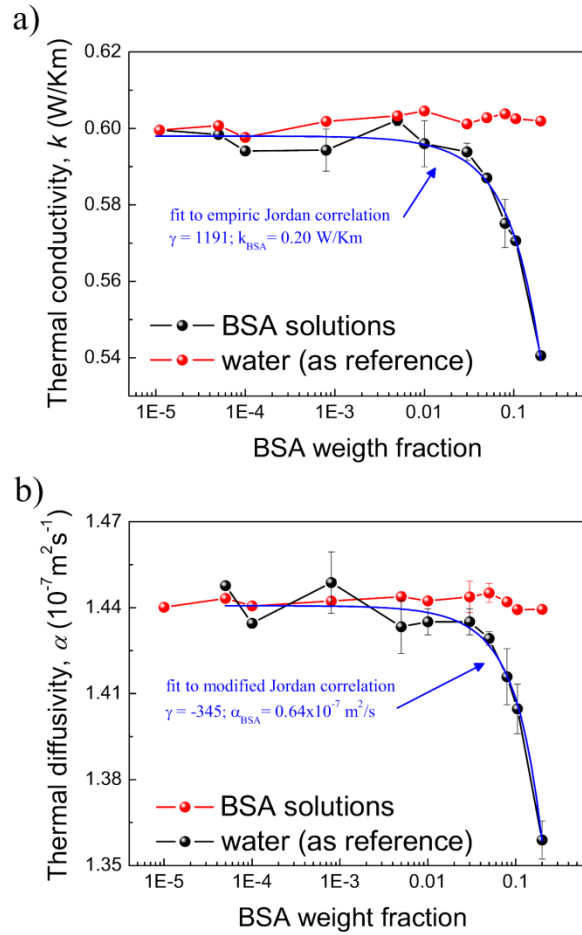 a)
Thermal conductivity, k (W/Km)
0.62
0.60
0.58
0.56
0.54
fit to empiric Jordan correlation
γ = 1191; k_BSA= 0.20 W/Km
BSA solutions
water (as reference)
1E-5
1E-4
1E-3
0.01
0.1
BSA weigth fraction
b)
Thermal diffusivity, α (10⁻⁷m²s⁻¹)
1.47
1.44
1.41
1.38
1.35
fit to modified Jordan correlation
γ = -345; α_BSA= 0.64x10⁻⁷ m²/s
BSA solutions
water (as reference)
1E-5
1E-4
1E-3
0.01
0.1
BSA weight fraction